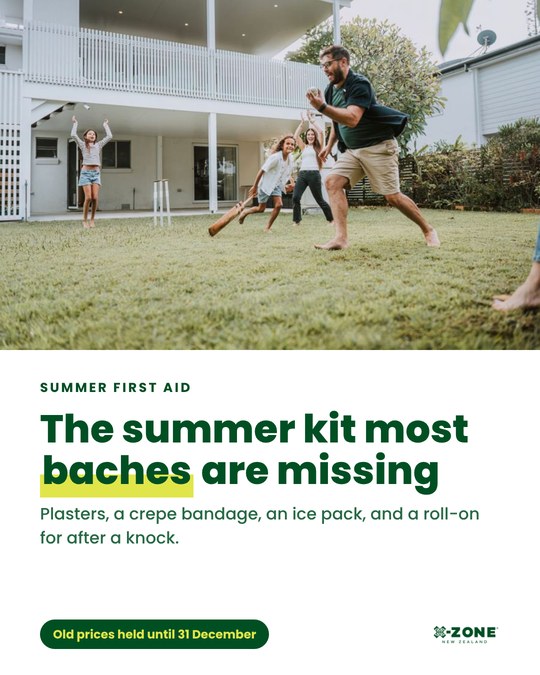 SUMMER FIRST AID
The summer kit most
baches are missing
Plasters, a crepe bandage, an ice pack, and a roll-on
for after a knock.
Old prices held until 31 December
X-ZONE
NEW ZEALAND